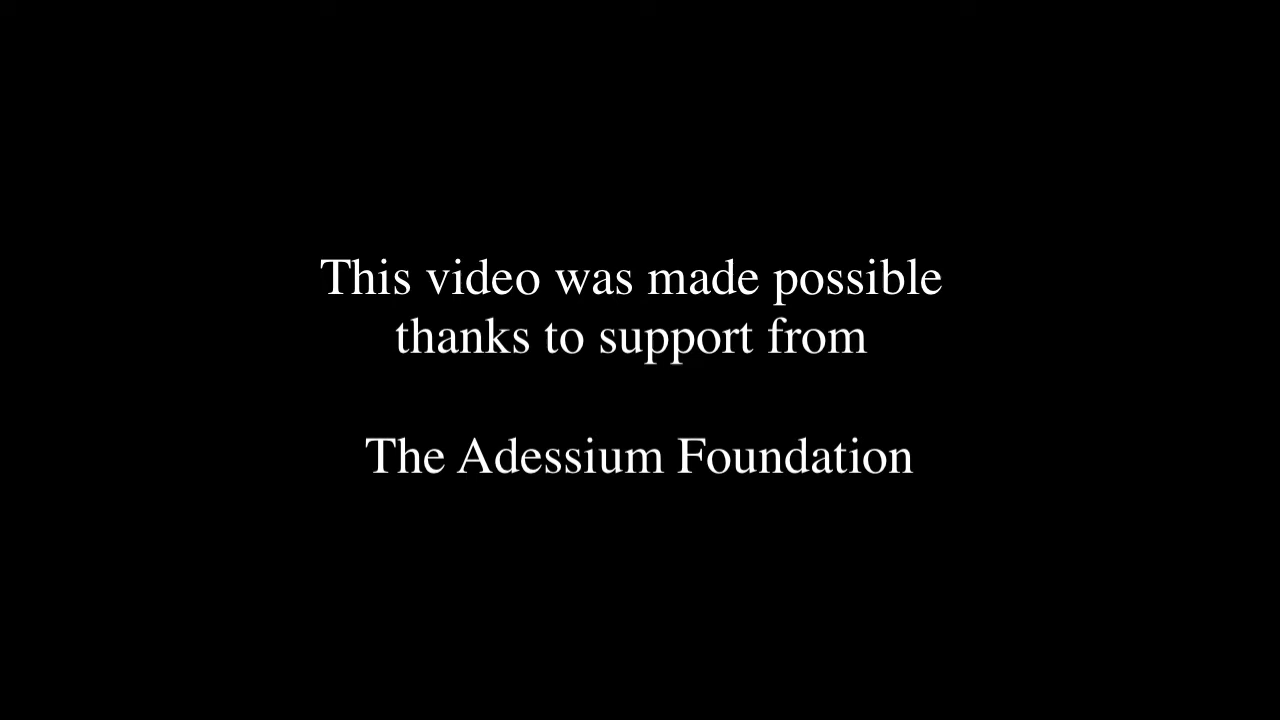 This video was made possible
thanks to support from
The Adessium Foundation